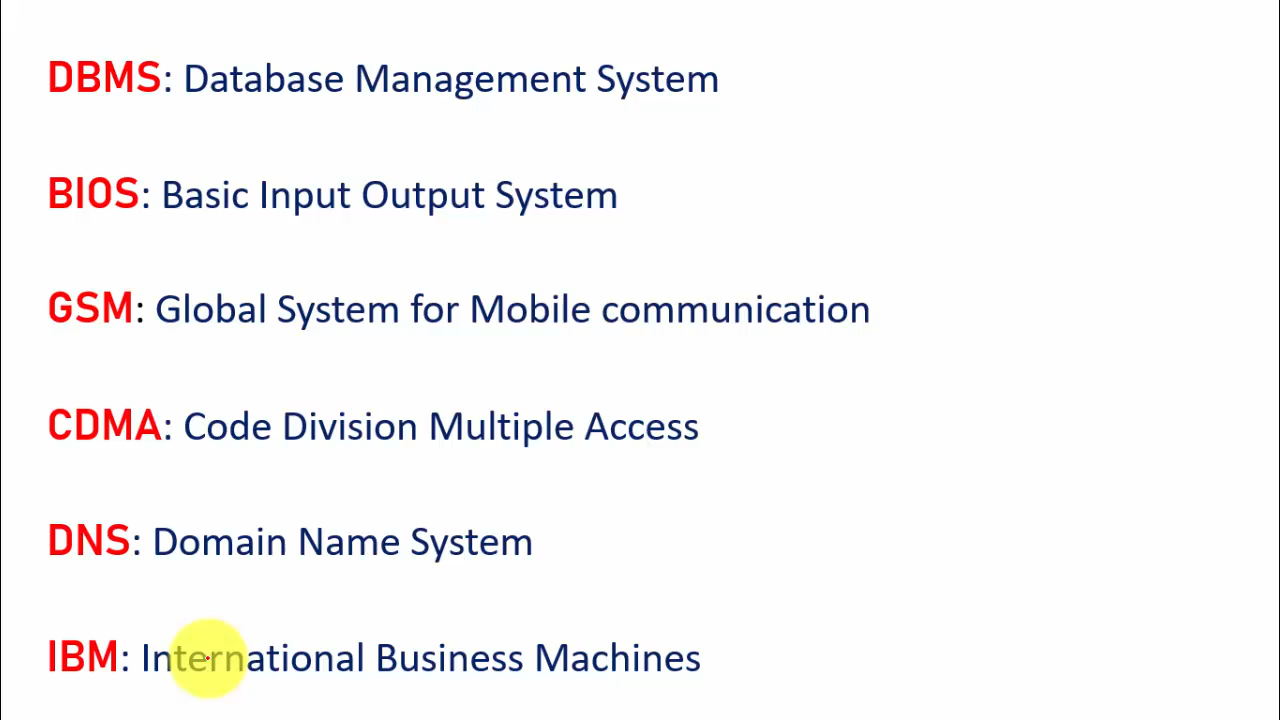 DBMS: Database Management System
BIOS: Basic Input Output System
GSM: Global System for Mobile communication
CDMA: Code Division Multiple Access
DNS: Domain Name System
IBM: International Business Machines